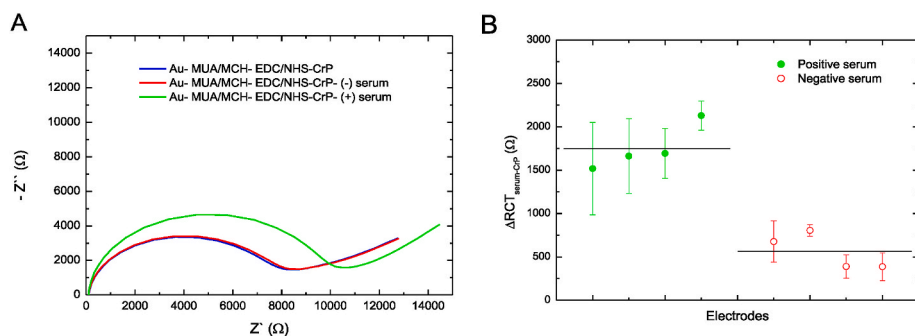 A
14000
12000
10000
8000
6000
4000
2000
0
- Z`` (Ω)
Au- MUA/MCH- EDC/NHS-CrP
Au- MUA/MCH- EDC/NHS-CrP- (-) serum
Au- MUA/MCH- EDC/NHS-CrP- (+) serum
0 2000 4000 6000 8000 10000 12000 14000
Z` (Ω)
B
3000
2500
2000
1500
1000
500
0
ΔRCT serum-CrP (Ω)
Positive serum
Negative serum
Electrodes